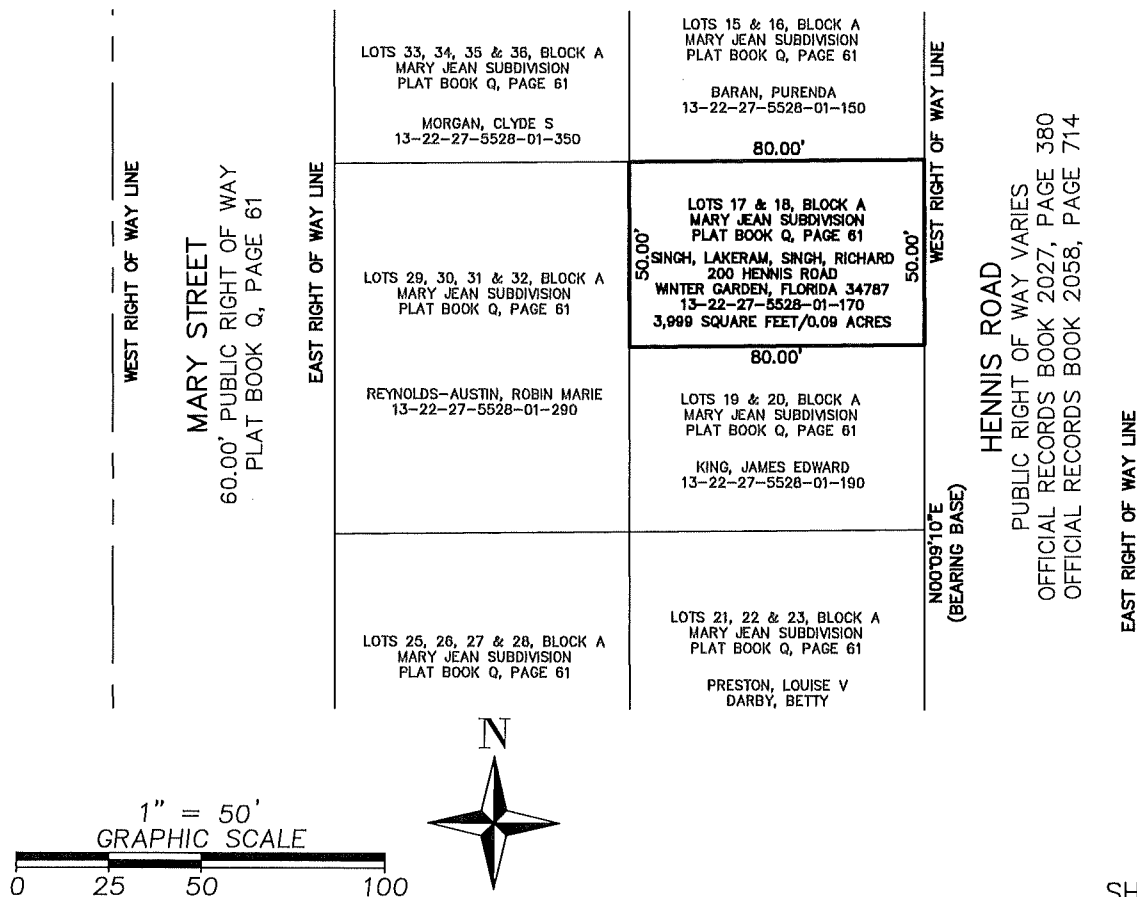 LOTS 33, 34, 35 & 36, BLOCK A
MARY JEAN SUBDIVISION
PLAT BOOK Q, PAGE 61
MORGAN, CLYDE S
13-22-27-5528-01-350
LOTS 15 & 16, BLOCK A
MARY JEAN SUBDIVISION
PLAT BOOK Q, PAGE 61
BARAN, PURENDA
13-22-27-5528-01-150
80.00'
WEST RIGHT OF WAY LINE
MARY STREET
60.00' PUBLIC RIGHT OF WAY
PLAT BOOK Q, PAGE 61
EAST RIGHT OF WAY LINE
LOTS 29, 30, 31 & 32, BLOCK A
MARY JEAN SUBDIVISION
PLAT BOOK Q, PAGE 61
REYNOLDS-AUSTIN, ROBIN MARIE
13-22-27-5528-01-290
50.00'
LOTS 17 & 18, BLOCK A
MARY JEAN SUBDIVISION
PLAT BOOK Q, PAGE 61
SINGH, LAKERAM, SINGH, RICHARD
200 HENNIS ROAD
WINTER GARDEN, FLORIDA 34787
13-22-27-5528-01-170
3,999 SQUARE FEET/0.09 ACRES
50.00'
80.00'
WEST RIGHT OF WAY LINE
HENNIS ROAD
PUBLIC RIGHT OF WAY VARIES
OFFICIAL RECORDS BOOK 2027, PAGE 380
OFFICIAL RECORDS BOOK 2058, PAGE 714
EAST RIGHT OF WAY LINE
LOTS 19 & 20, BLOCK A
MARY JEAN SUBDIVISION
PLAT BOOK Q, PAGE 61
KING, JAMES EDWARD
13-22-27-5528-01-190
N00°09'10"E
(BEARING BASE)
LOTS 25, 26, 27 & 28, BLOCK A
MARY JEAN SUBDIVISION
PLAT BOOK Q, PAGE 61
LOTS 21, 22 & 23, BLOCK A
MARY JEAN SUBDIVISION
PLAT BOOK Q, PAGE 61
PRESTON, LOUISE V
DARBY, BETTY
N
1" = 50'
GRAPHIC SCALE
0 25 50 100
SH